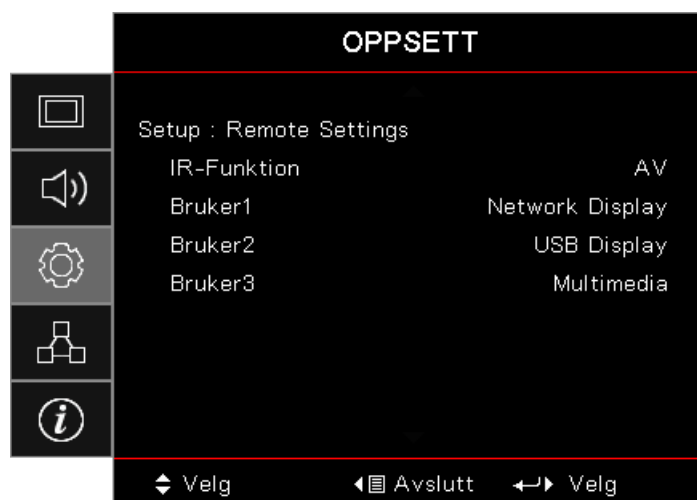 OPPSETT
Setup : Remote Settings
IR-Funktion AV
Bruker1 Network Display
Bruker2 USB Display
Bruker3 Multimedia
Velg Avslutt Velg